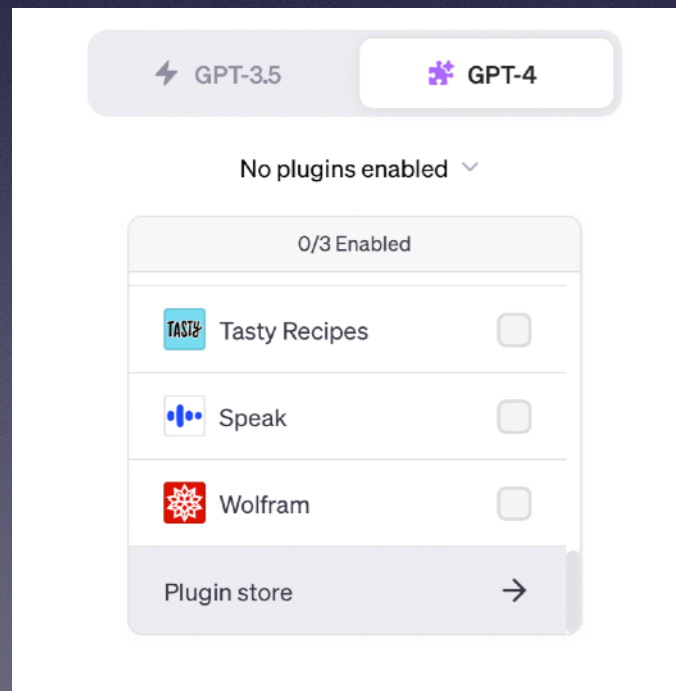 GPT-3.5
GPT-4
No plugins enabled
0/3 Enabled
TASTY
Tasty Recipes
Speak
Wolfram
Plugin store